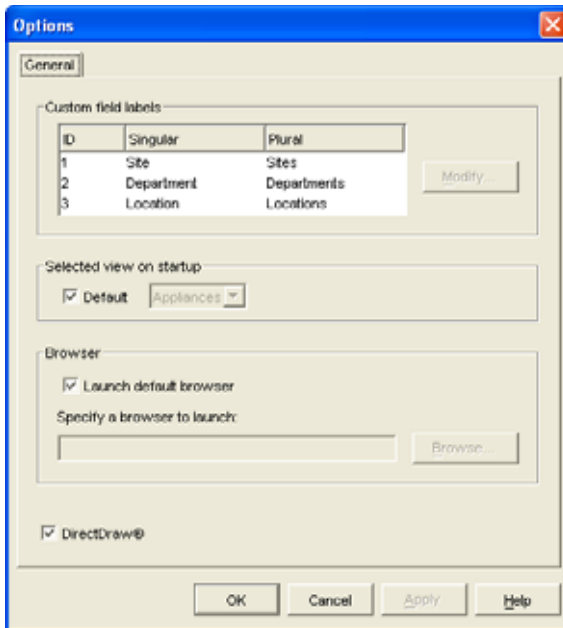 Options
General
Custom field labels
ID Singular Plural
1 Site Sites
2 Department Departments
3 Location Locations
Modify...
Selected view on startup
Default Appliances
Browser
Launch default browser
Specify a browser to launch:
Browse...
DirectDraw®
OK Cancel Apply Help